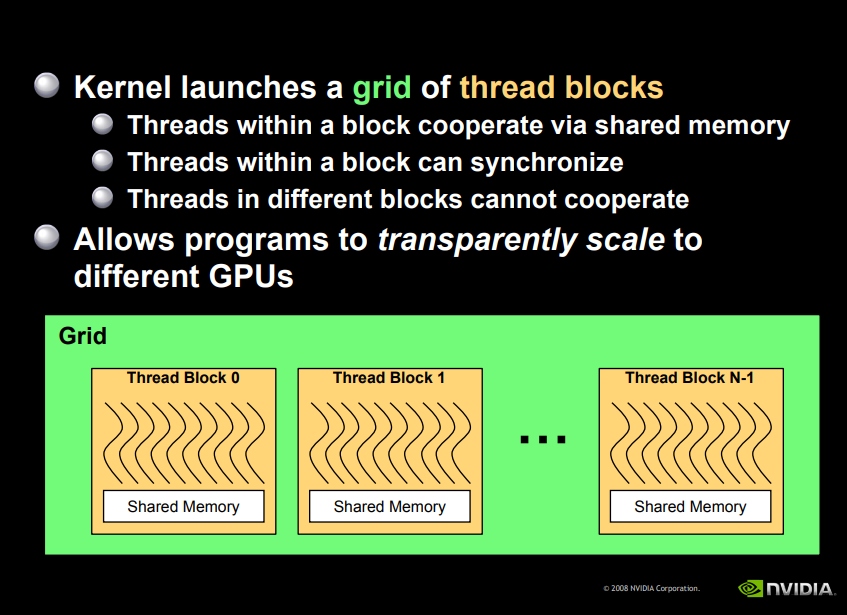 Kernel launches a grid of thread blocks
Threads within a block cooperate via shared memory
Threads within a block can synchronize
Threads in different blocks cannot cooperate
Allows programs to transparently scale to
different GPUs
Grid
Thread Block 0
Thread Block 1
Thread Block N-1
...
Shared Memory
Shared Memory
Shared Memory
© 2008 NVIDIA Corporation.
NVIDIA.